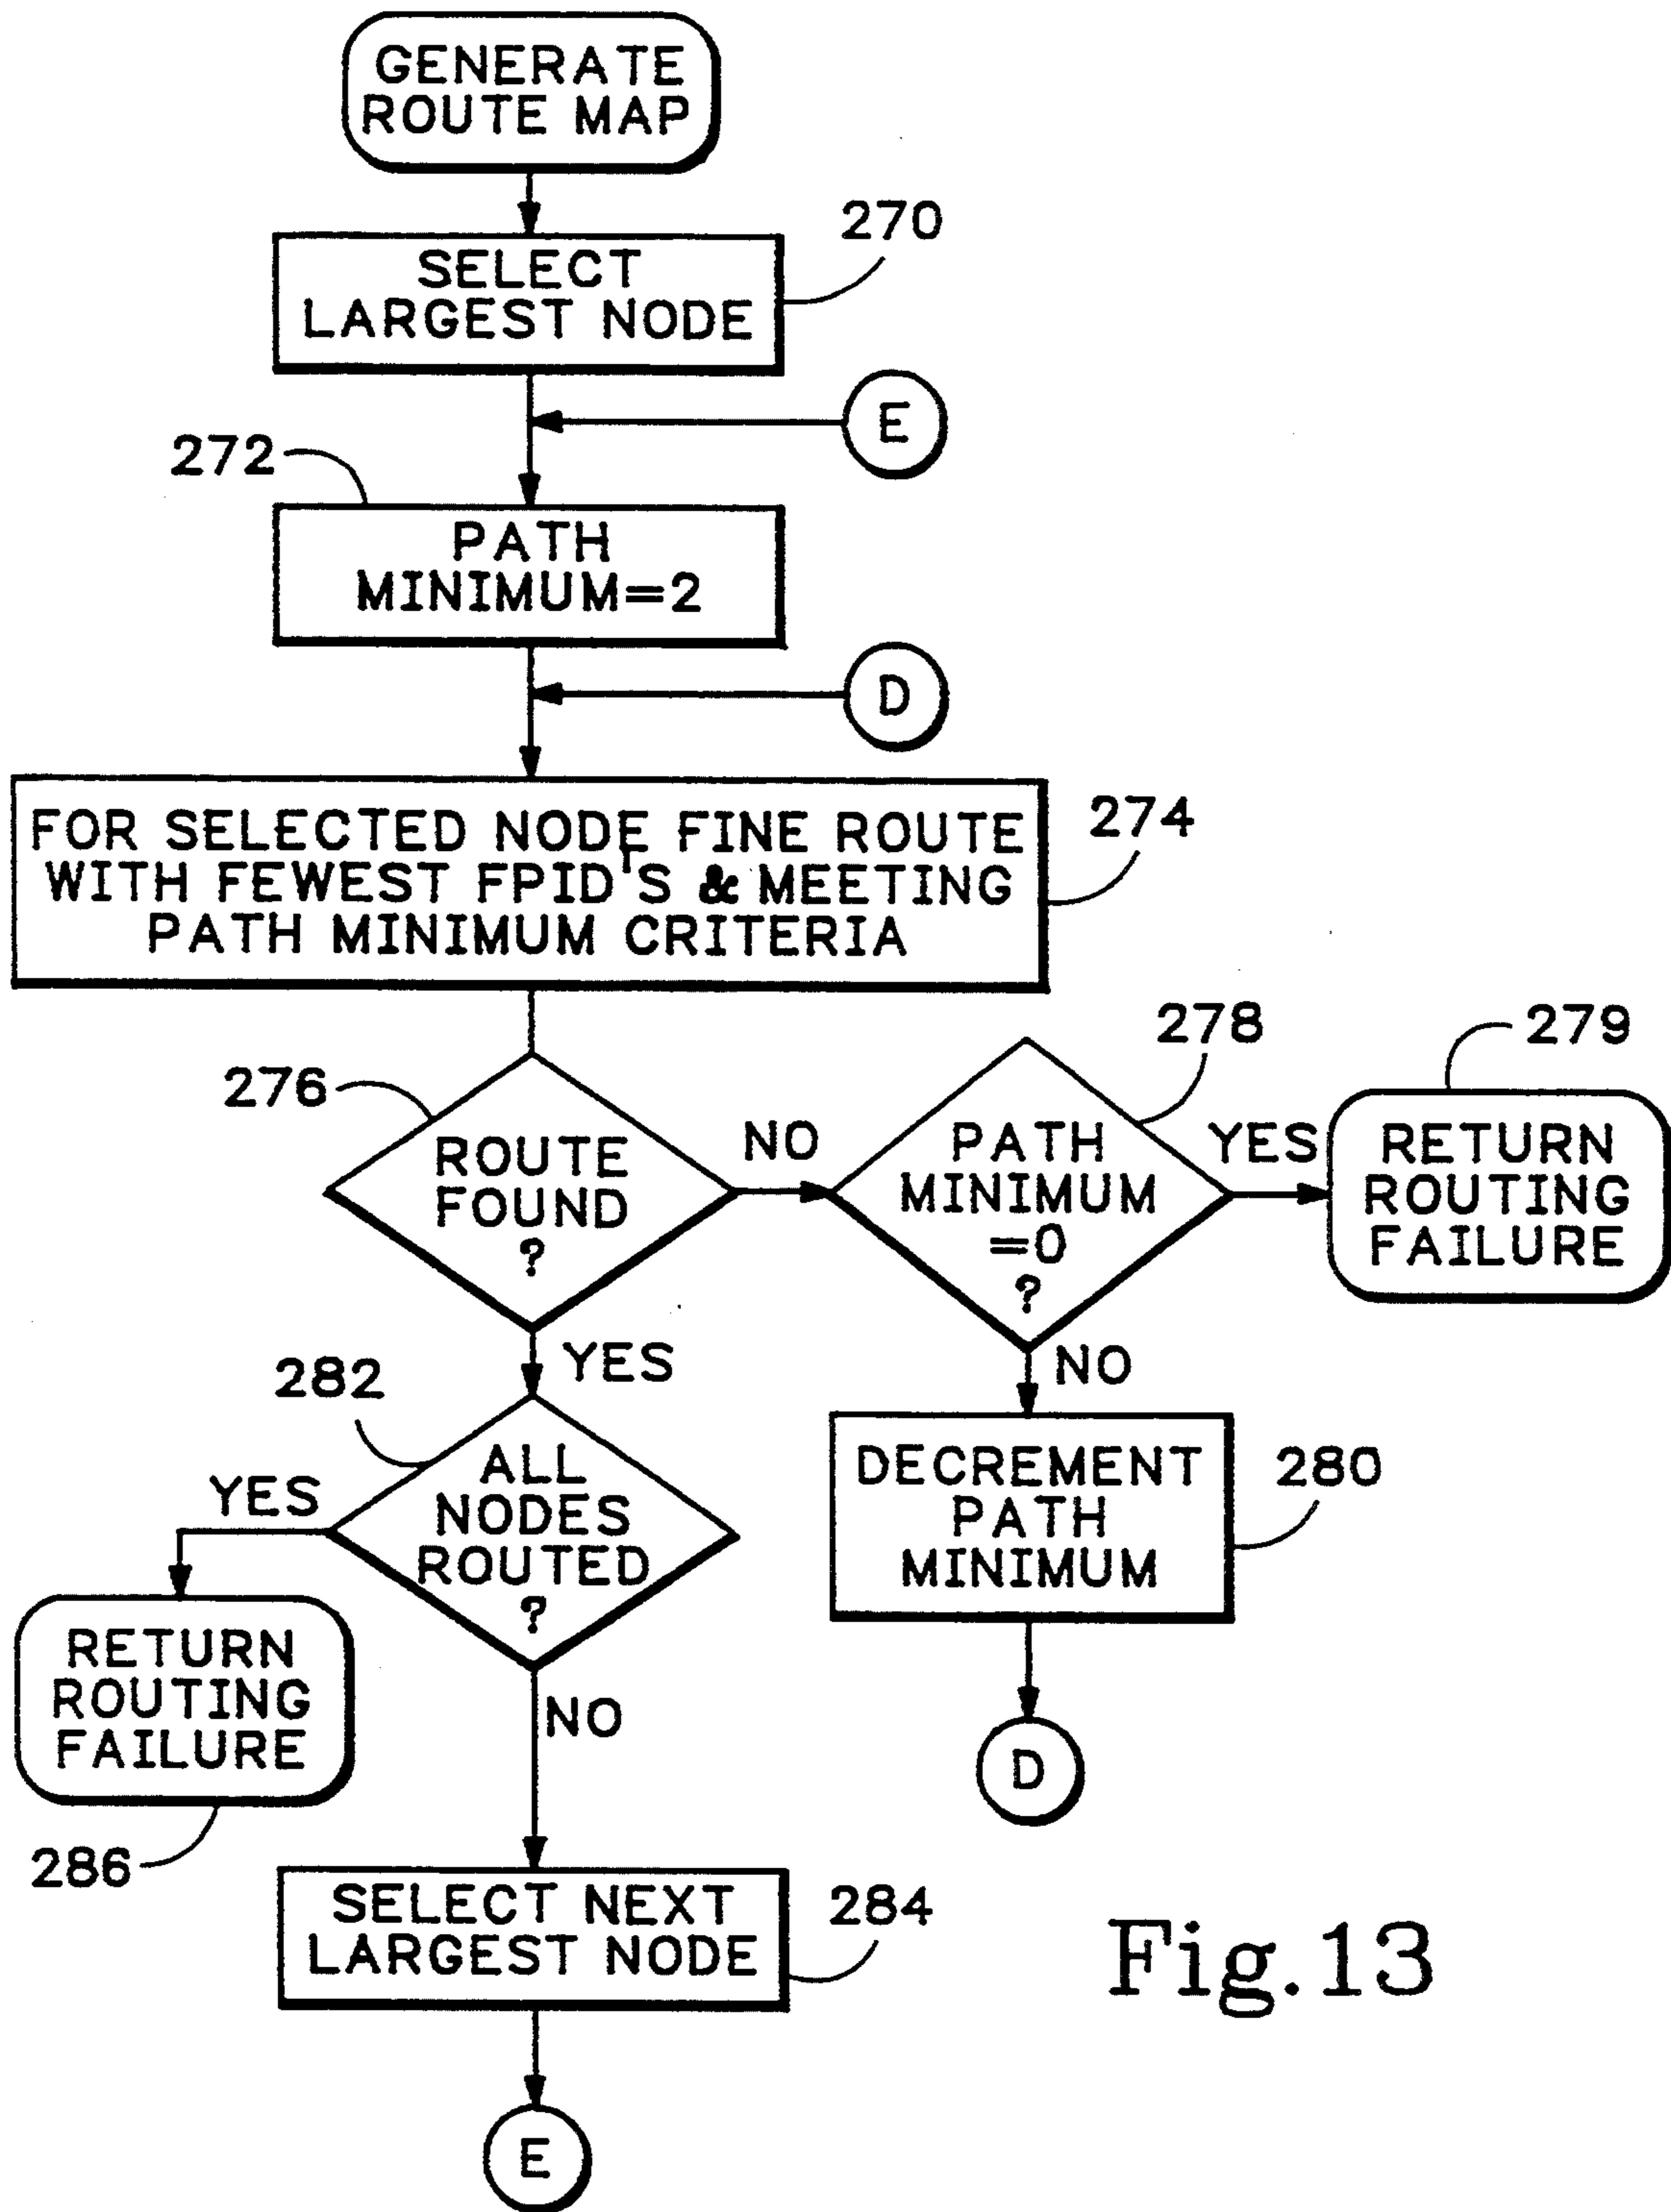 GENERATE
ROUTE MAP
270
SELECT
LARGEST NODE
E
272
PATH
MINIMUM=2
D
FOR SELECTED NODE FINE ROUTE
WITH FEWEST FPID'S & MEETING
PATH MINIMUM CRITERIA
274
276
ROUTE
FOUND
?
NO
278
PATH
MINIMUM
=0
?
YES
279
RETURN
ROUTING
FAILURE
YES
NO
282
ALL
NODES
ROUTED
?
YES
DECREMENT
PATH
MINIMUM
280
RETURN
ROUTING
FAILURE
286
NO
D
SELECT NEXT
LARGEST NODE
284
E
Fig.13